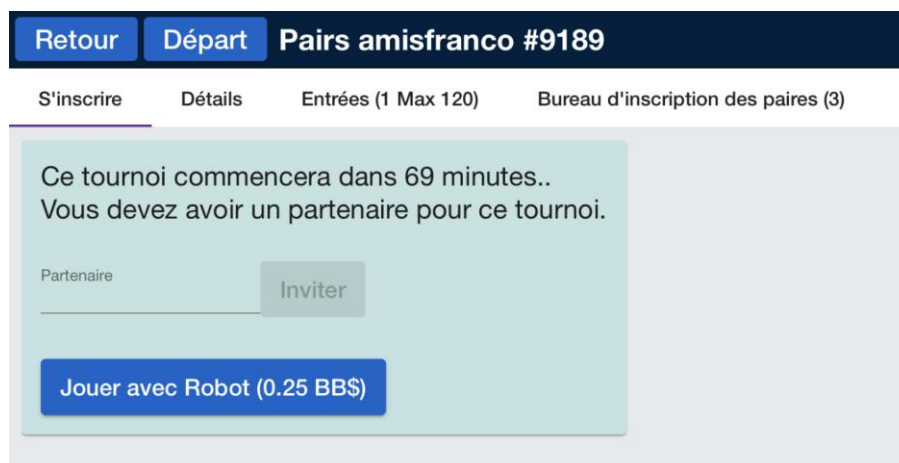 Retour Départ Pairs amisfranco #9189
S'inscrire Détails Entrées (1 Max 120) Bureau d'inscription des paires (3)
Ce tournoi commencera dans 69 minutes..
Vous devez avoir un partenaire pour ce tournoi.
Partenaire
Inviter
Jouer avec Robot (0.25 BB$)